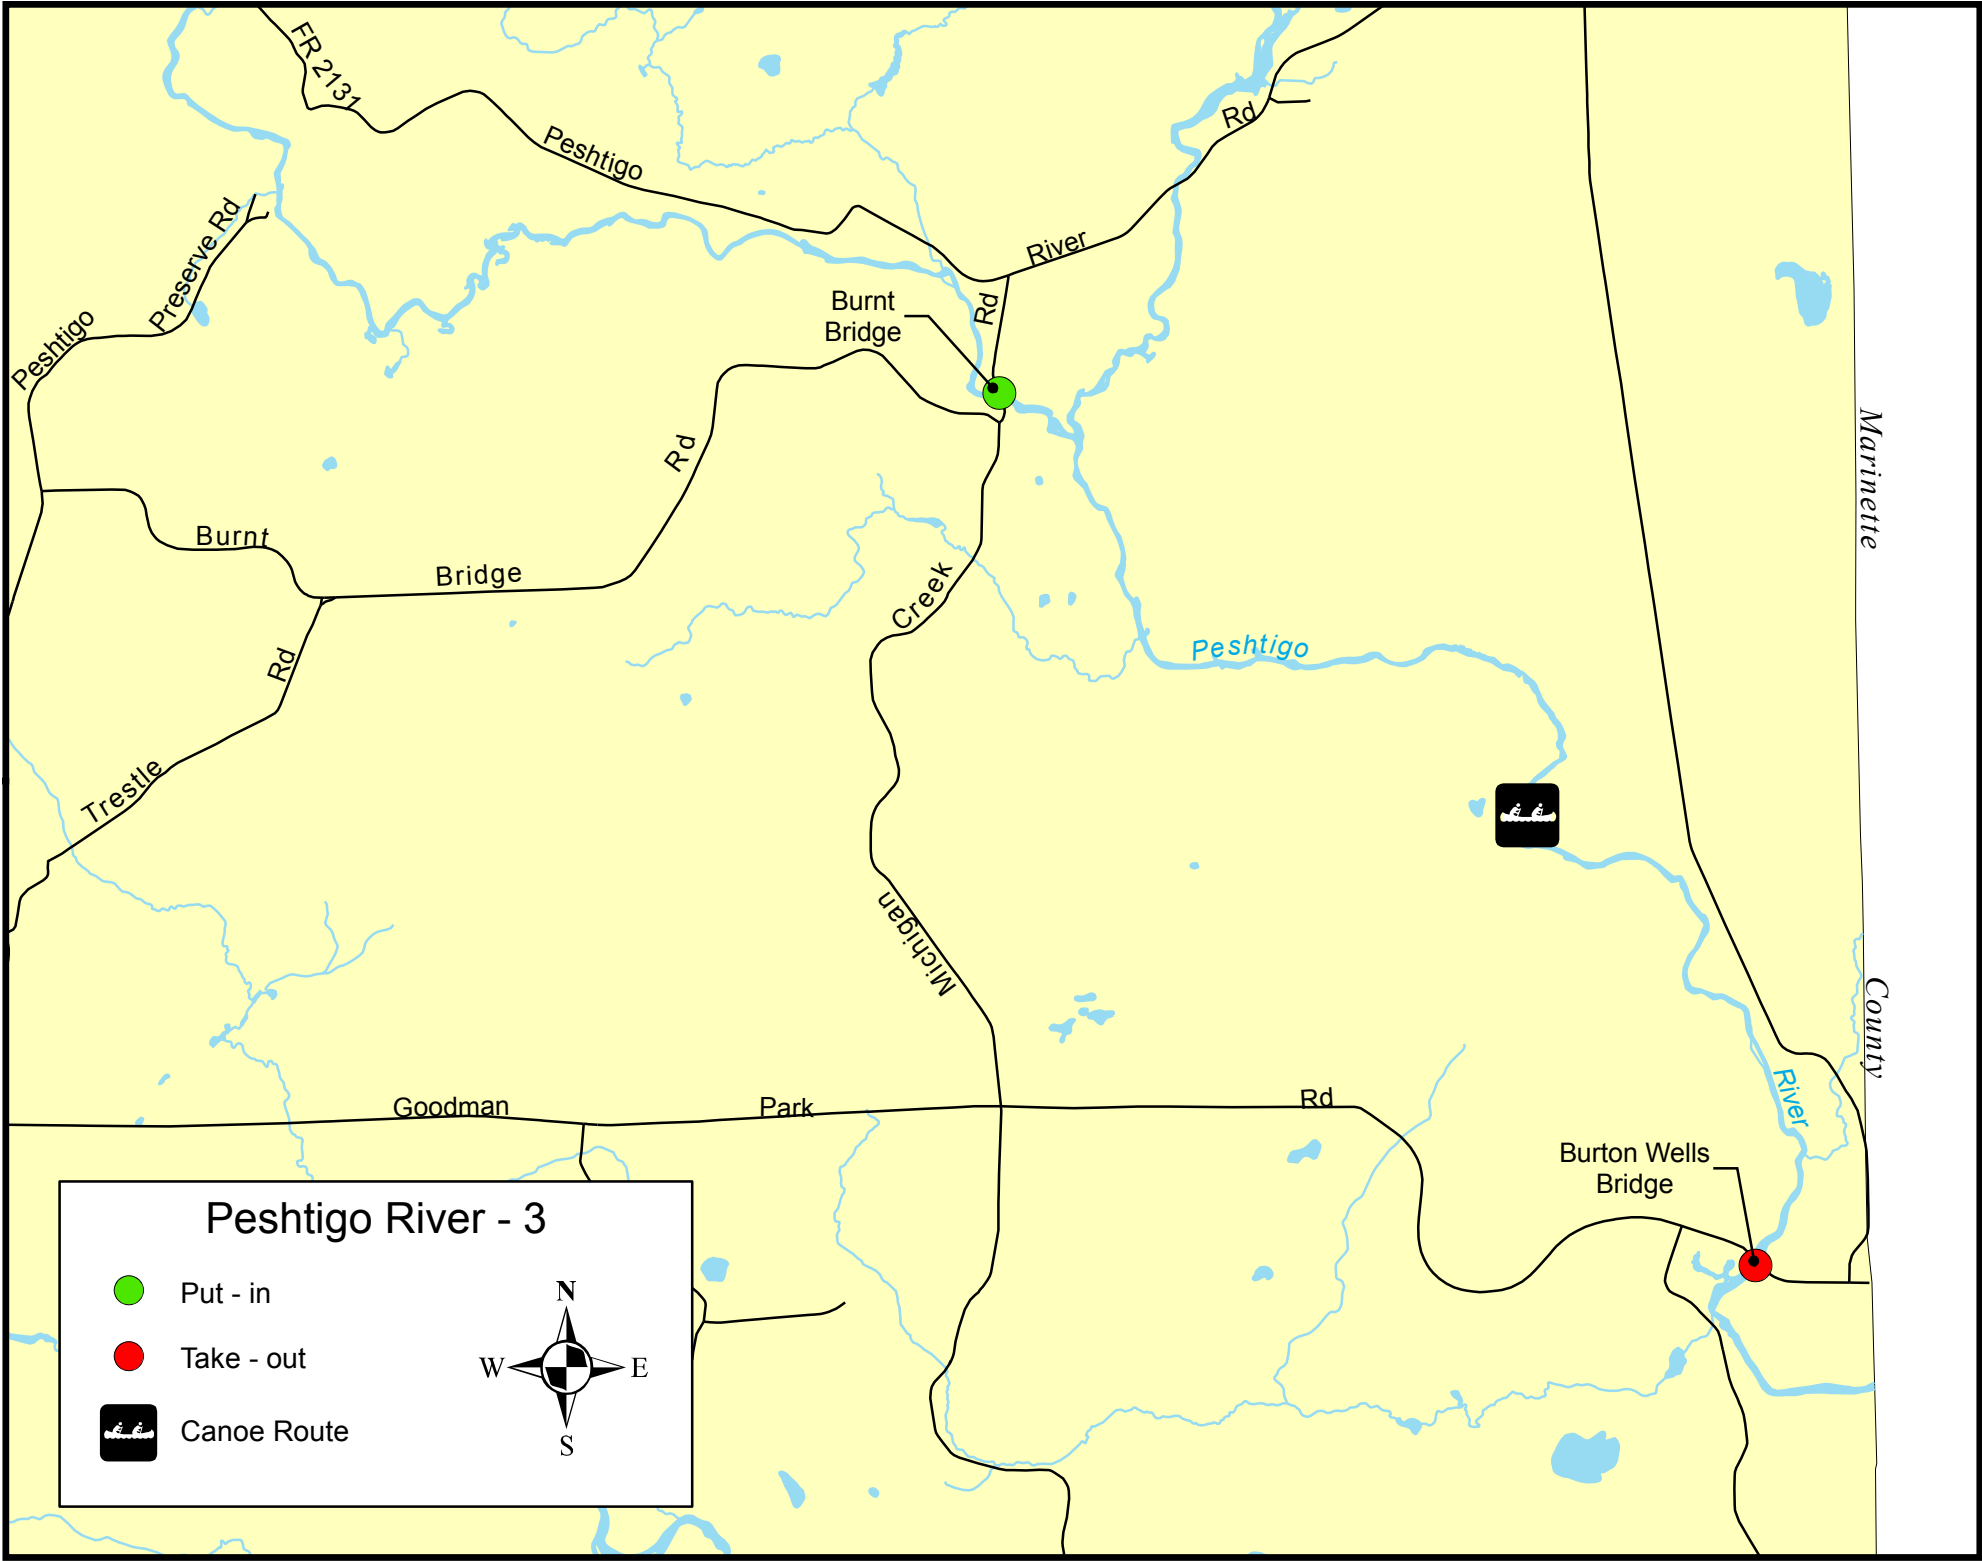 FR 2131
Peshtigo
Rd
River
Preserve Rd
Peshtigo
Rd
Burnt
Bridge
Rd
Marinette
Burnt
Bridge
Creek
Peshtigo
Rd
Trestle
Michigan
County
River
Goodman
Park
Rd
Burton Wells
Bridge
Peshtigo River - 3
Put - in
Take - out
Canoe Route
N
W
E
S